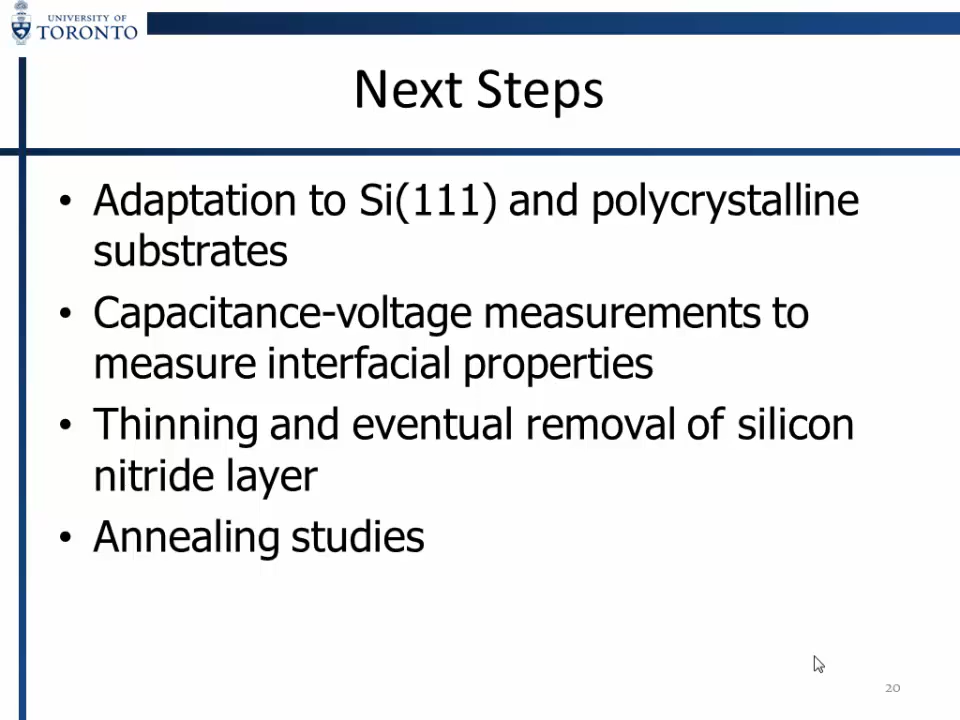 UNIVERSITY OF
TORONTO
Next Steps
• Adaptation to Si(111) and polycrystalline
substrates
• Capacitance-voltage measurements to
measure interfacial properties
• Thinning and eventual removal of silicon
nitride layer
• Annealing studies
20